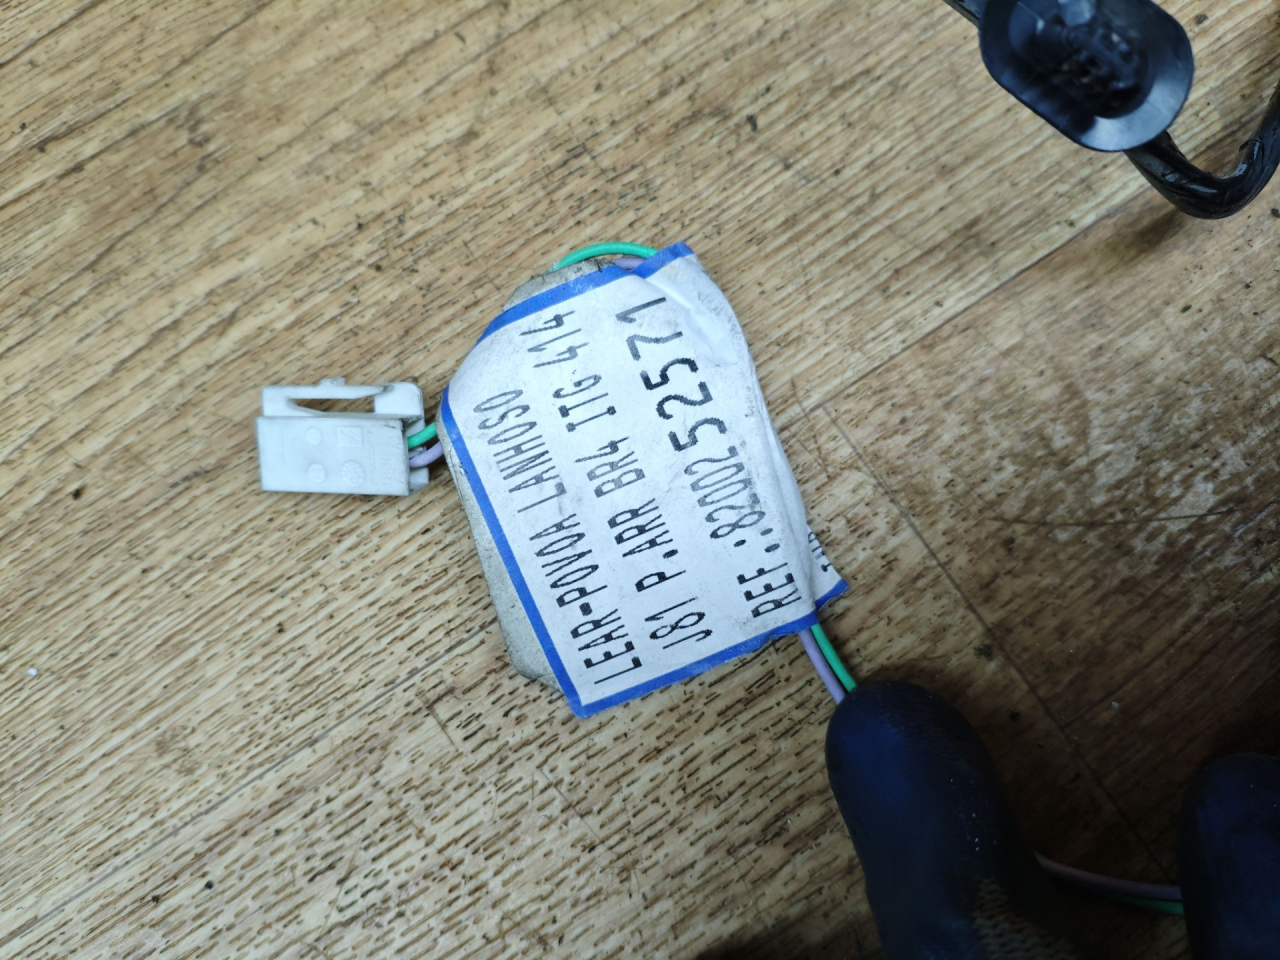 LEAR-POVOA LANHOSO
J81 P.ARR BR4 ITG 414
REF.:8200252571